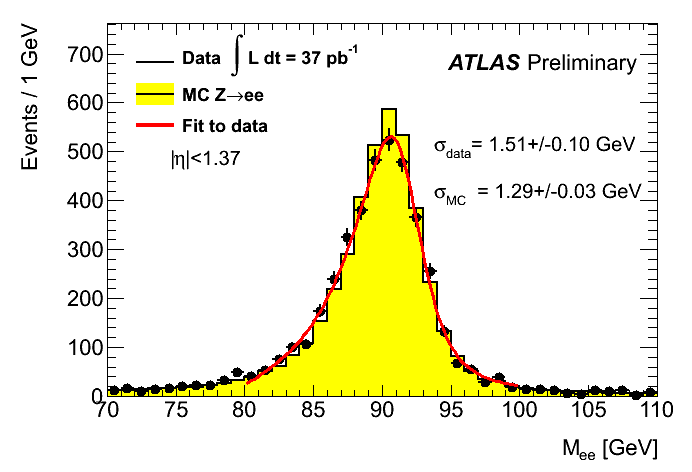 Events / 1 GeV
700
600
500
400
300
200
100
0
Data ∫ L dt = 37 pb⁻¹
MC Z→ee
Fit to data
|η|<1.37
ATLAS Preliminary
σdata= 1.51+/-0.10 GeV
σMC = 1.29+/-0.03 GeV
70 75 80 85 90 95 100 105 110
Mee [GeV]